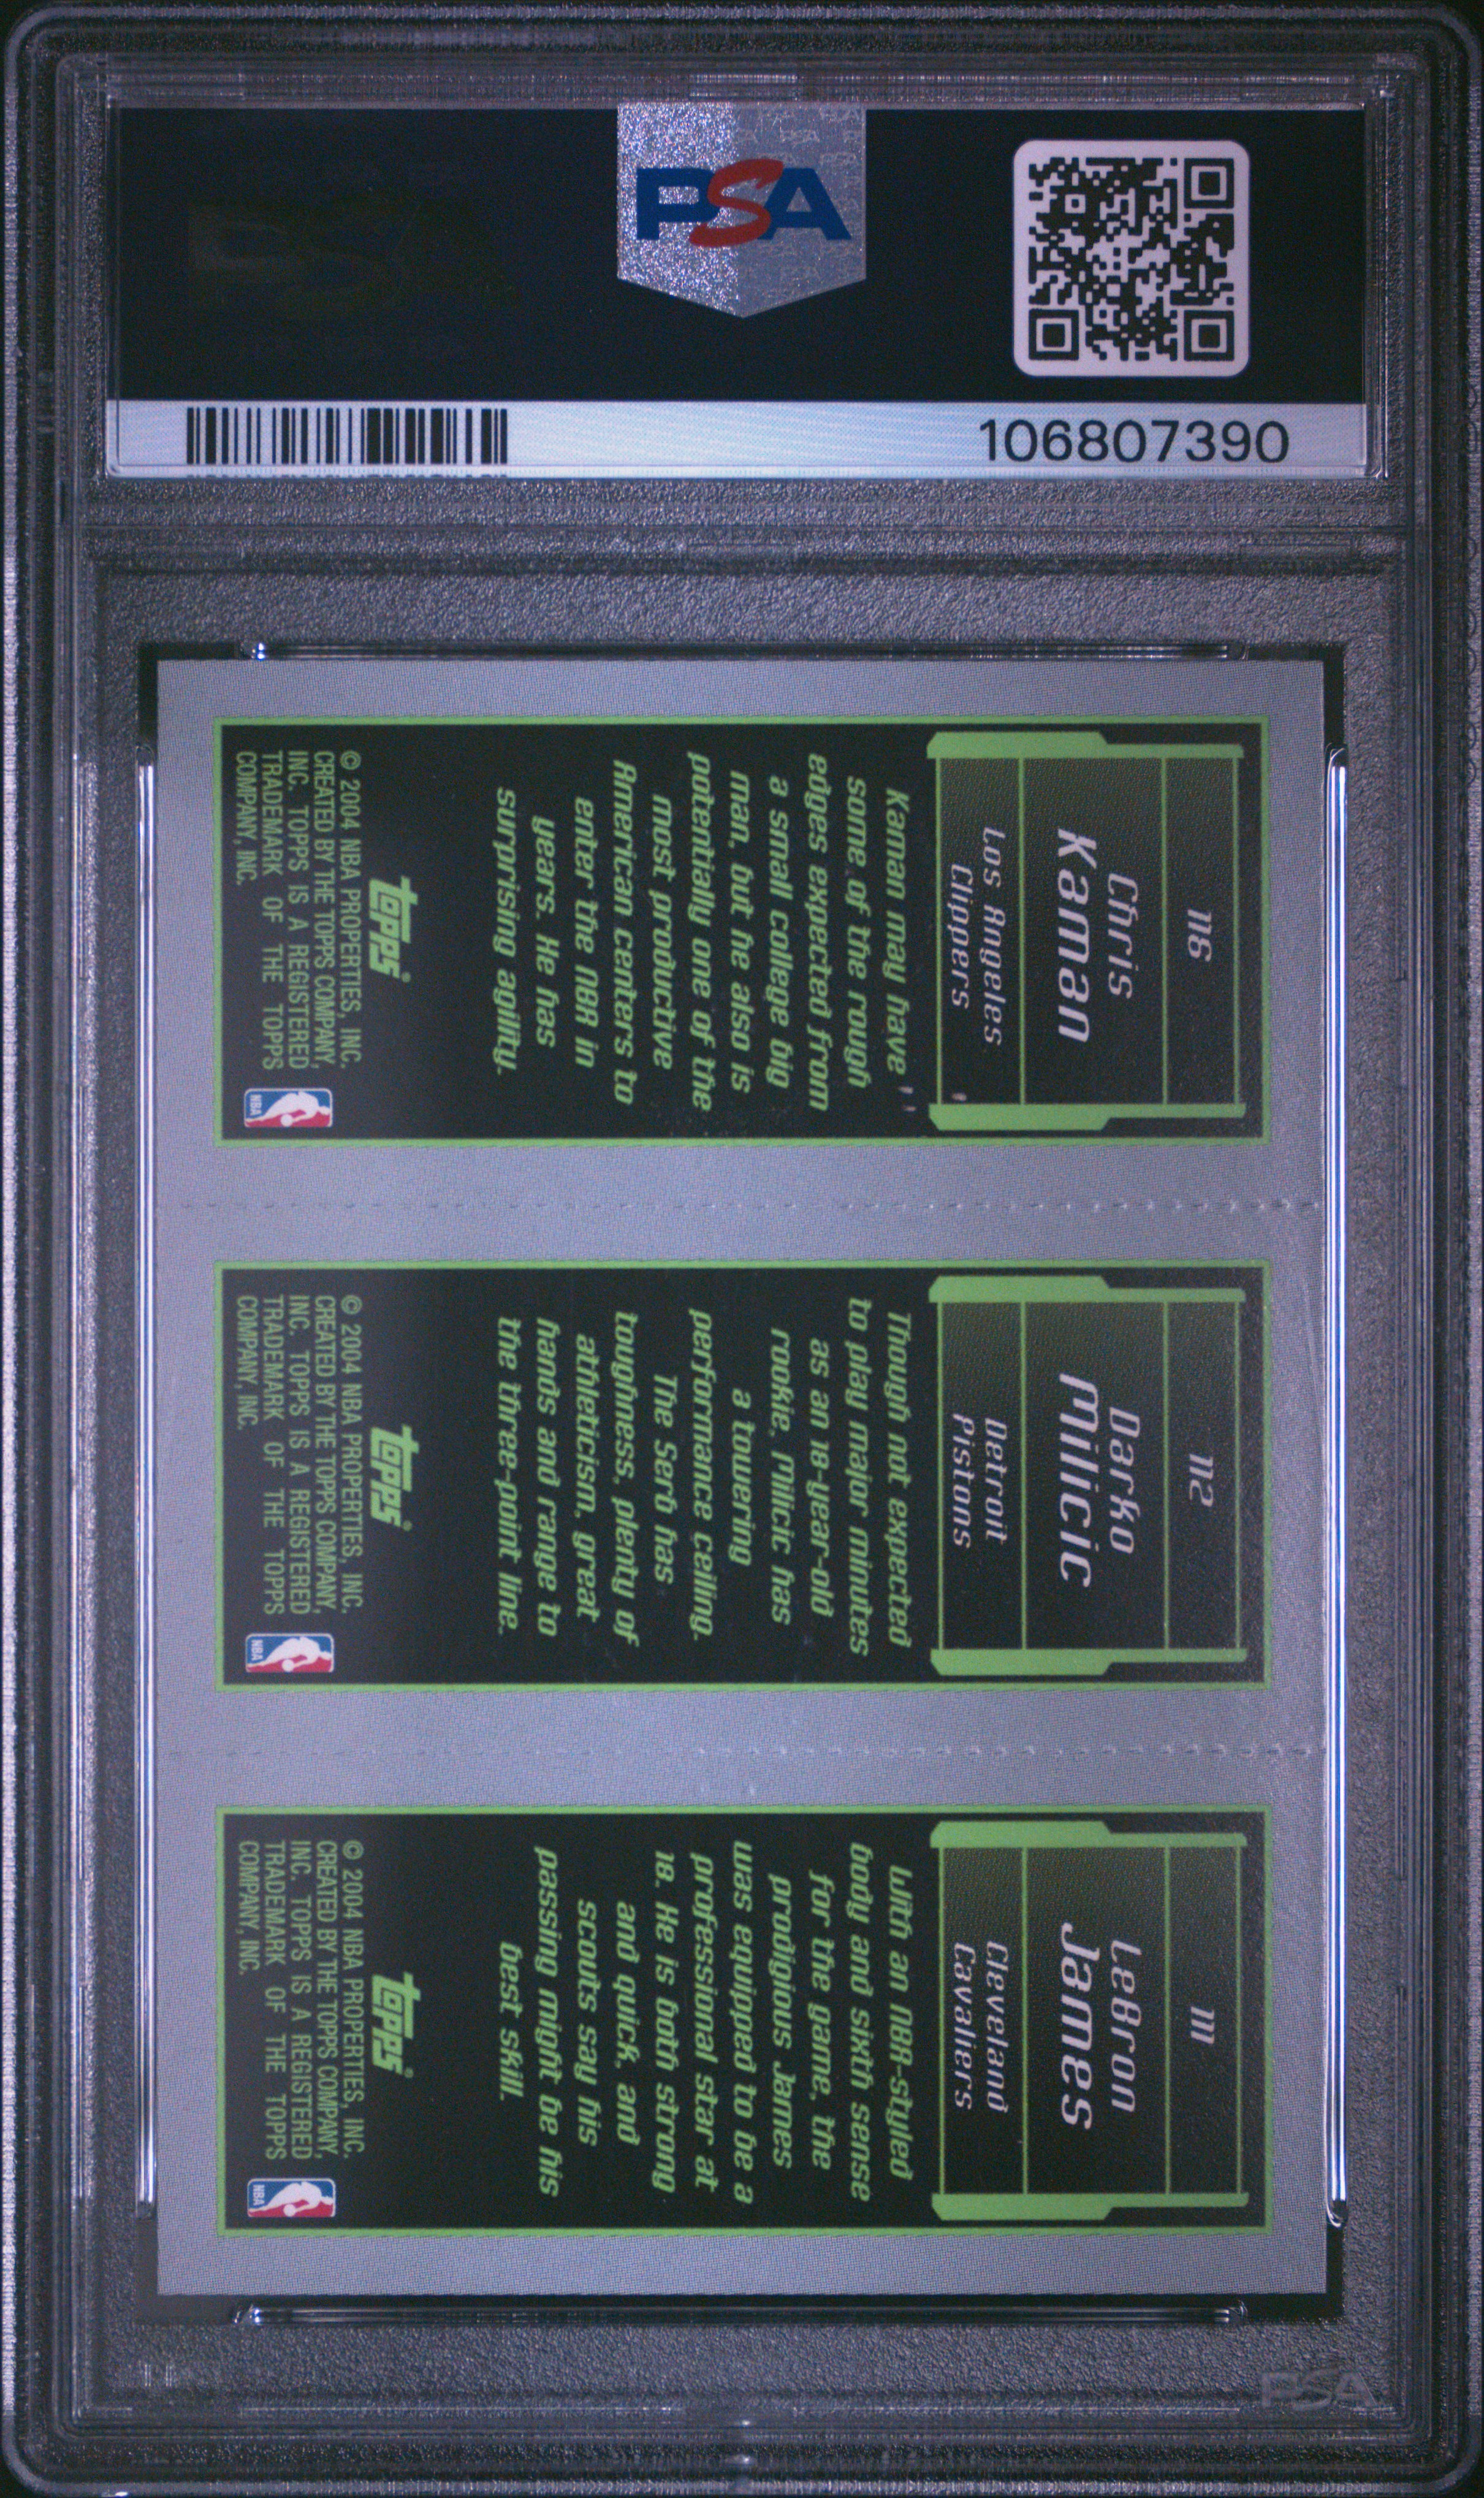 PSA
106807390
116
Chris
Kaman
Los Angeles
Clippers
Kaman may have
some of the rough
edges expected from
a small college big
man, but he also is
potentially one of the
most productive
American centers to
enter the NBA in
years. He has
surprising agility.
topps®
© 2004 NBA PROPERTIES, INC.
CREATED BY THE TOPPS COMPANY,
INC. TOPPS IS A REGISTERED
TRADEMARK OF THE TOPPS
COMPANY, INC.
NBA
112
Darko
Milicic
Detroit
Pistons
Though not expected
to play major minutes
as an 18-year-old
rookie, Milicic has
a towering
performance ceiling.
The Serb has
toughness, plenty of
athleticism, great
hands and range to
the three-point line.
topps®
© 2004 NBA PROPERTIES, INC.
CREATED BY THE TOPPS COMPANY,
INC. TOPPS IS A REGISTERED
TRADEMARK OF THE TOPPS
COMPANY, INC.
NBA
111
LeBron
James
Cleveland
Cavaliers
With an NBA-styled
body and sixth sense
for the game, the
prodigious James
was equipped to be a
professional star at
18. He is both strong
and quick, and
scouts say his
passing might be his
best skill.
topps®
© 2004 NBA PROPERTIES, INC.
CREATED BY THE TOPPS COMPANY,
INC. TOPPS IS A REGISTERED
TRADEMARK OF THE TOPPS
COMPANY, INC.
NBA
PSA